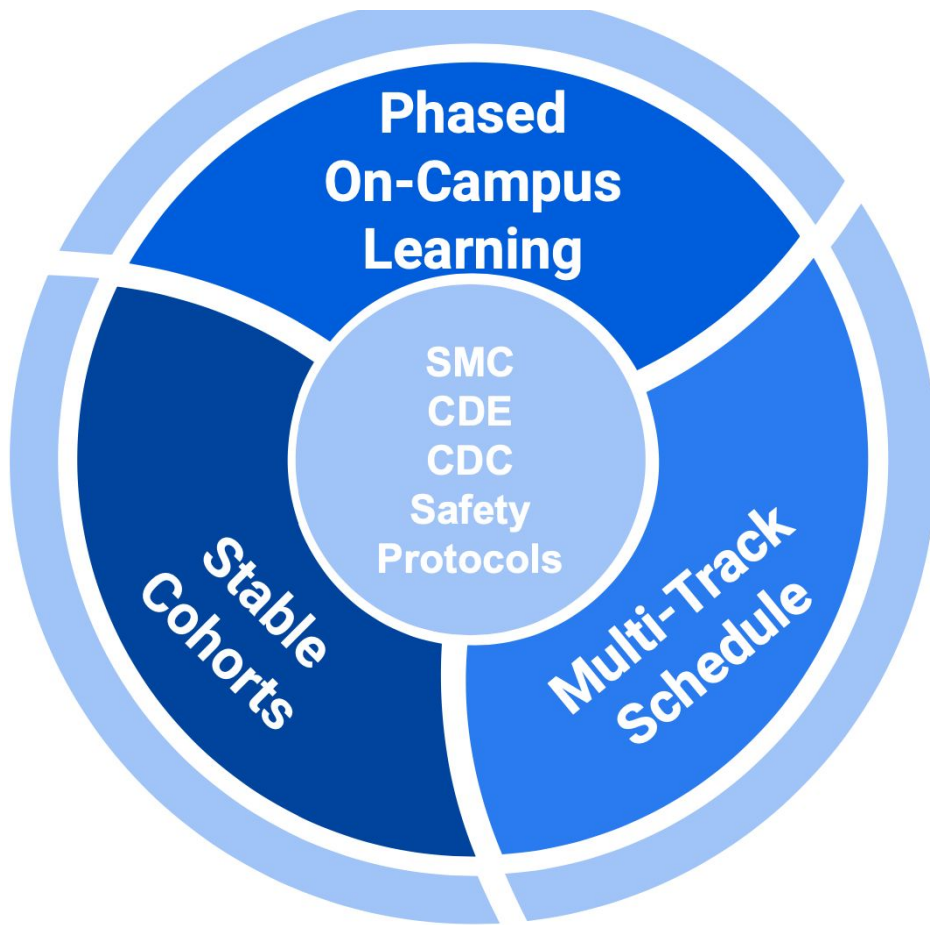 Phased
On-Campus
Learning
SMC
CDE
CDC
Safety
Protocols
Stable
Cohorts
Multi-Track
Schedule